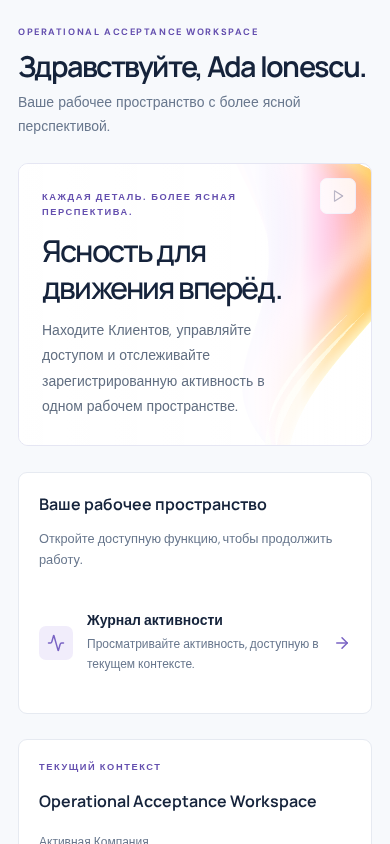 OPERATIONAL ACCEPTANCE WORKSPACE
Здравствуйте, Ada Ionescu.
Ваше рабочее пространство с более ясной
перспективой.
КАЖДАЯ ДЕТАЛЬ. БОЛЕЕ ЯСНАЯ
ПЕРСПЕКТИВА.
Ясность для
движения вперёд.
Находите Клиентов, управляйте
доступом и отслеживайте
зарегистрированную активность в
одном рабочем пространстве.
Ваше рабочее пространство
Откройте доступную функцию, чтобы продолжить
работу.
Журнал активности
Просматривайте активность, доступную в
текущем контексте.
ТЕКУЩИЙ КОНТЕКСТ
Operational Acceptance Workspace
Активная Компания